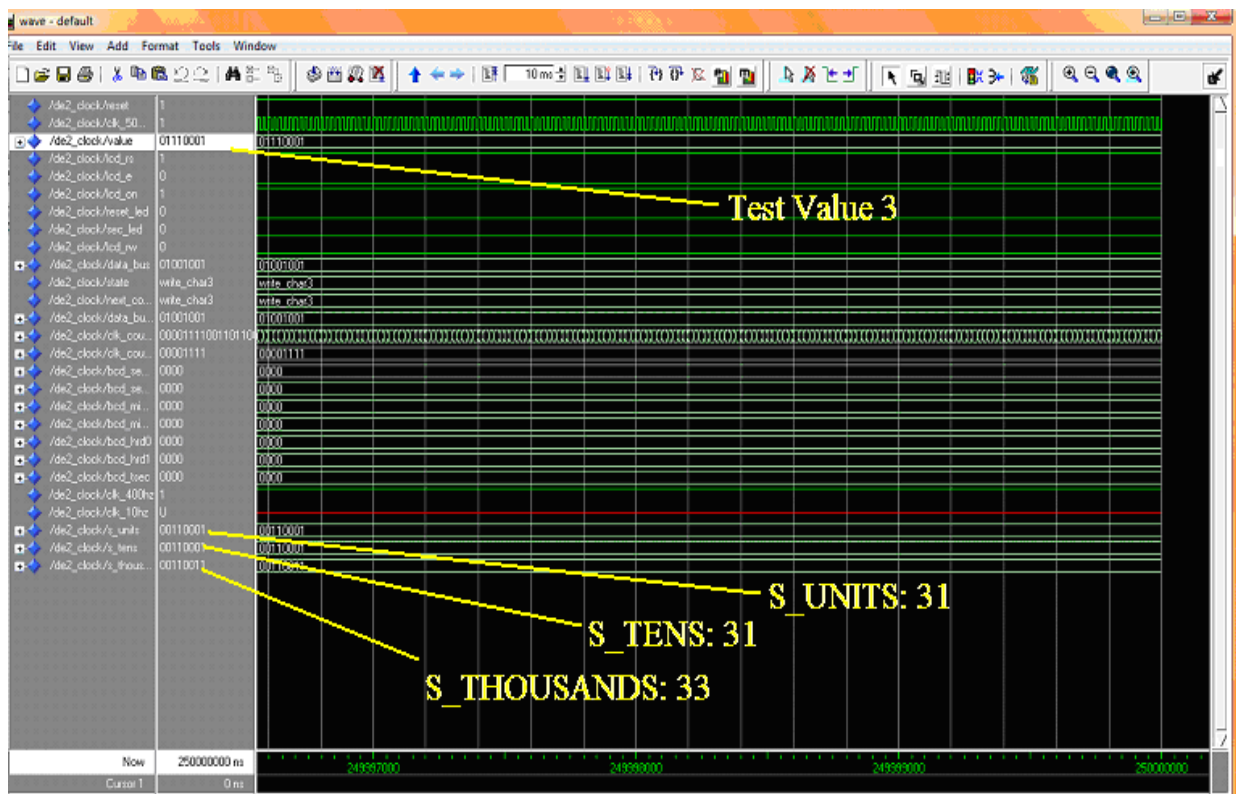 wave - default
File Edit View Add Format Tools Window
10 ms
/de2_clock/reset 1
/de2_clock/clk_50... 1
/de2_clock/value 01110001 01110001
/de2_clock/lcd_rs 1
/de2_clock/lcd_e 0
/de2_clock/lcd_on 1
/de2_clock/reset_led 0
/de2_clock/sec_led 0
/de2_clock/lcd_rw 0
/de2_clock/data_bus 01001001 01001001
/de2_clock/state write_char3 write_char3
/de2_clock/next_co... write_char3 write_char3
/de2_clock/data_bu... 01001001 01001001
/de2_clock/clk_cou...
/de2_clock/clk_cou... 00001111 00001111
/de2_clock/bcd_se... 0000 0000
/de2_clock/bcd_se... 0000 0000
/de2_clock/bcd_mi... 0000 0000
/de2_clock/bcd_mi... 0000 0000
/de2_clock/bcd_hrd0 0000 0000
/de2_clock/bcd_hrd1 0000 0000
/de2_clock/bcd_tsec 0000 0000
/de2_clock/clk_400hz 1
/de2_clock/clk_10hz U
/de2_clock/s_units 00110001 00110001
/de2_clock/s_tens 00110001 00110001
/de2_clock/s_thous... 00110011 00110011
Test Value 3
S_UNITS: 31
S_TENS: 31
S_THOUSANDS: 33
Now 250000000 ns
249997000 249998000 249999000 250000000
Cursor 1 0 ns